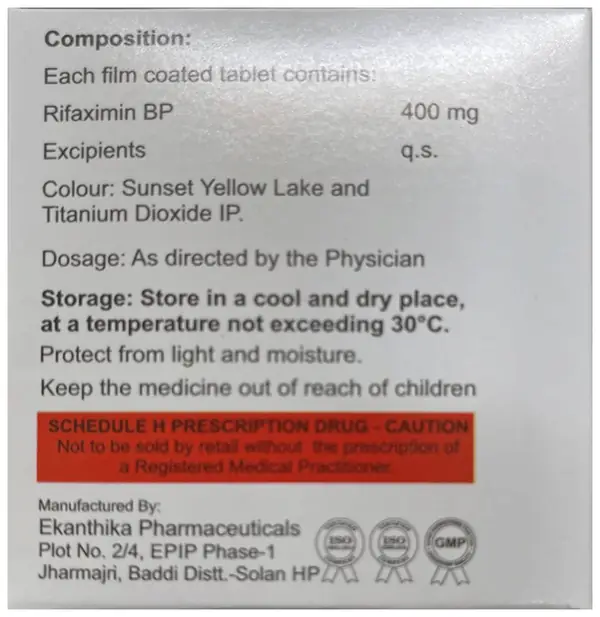 Composition:
Each film coated tablet contains:
Rifaximin BP 400 mg
Excipients q.s.
Colour: Sunset Yellow Lake and
Titanium Dioxide IP.
Dosage: As directed by the Physician
Storage: Store in a cool and dry place,
at a temperature not exceeding 30°C.
Protect from light and moisture.
Keep the medicine out of reach of children
SCHEDULE H PRESCRIPTION DRUG - CAUTION
Not to be sold by retail without the prescription of
a Registered Medical Practitioner.
Manufactured By:
Ekanthika Pharmaceuticals
Plot No. 2/4, EPIP Phase-1
Jharmajri, Baddi Distt.-Solan HP
ISO ISO GMP